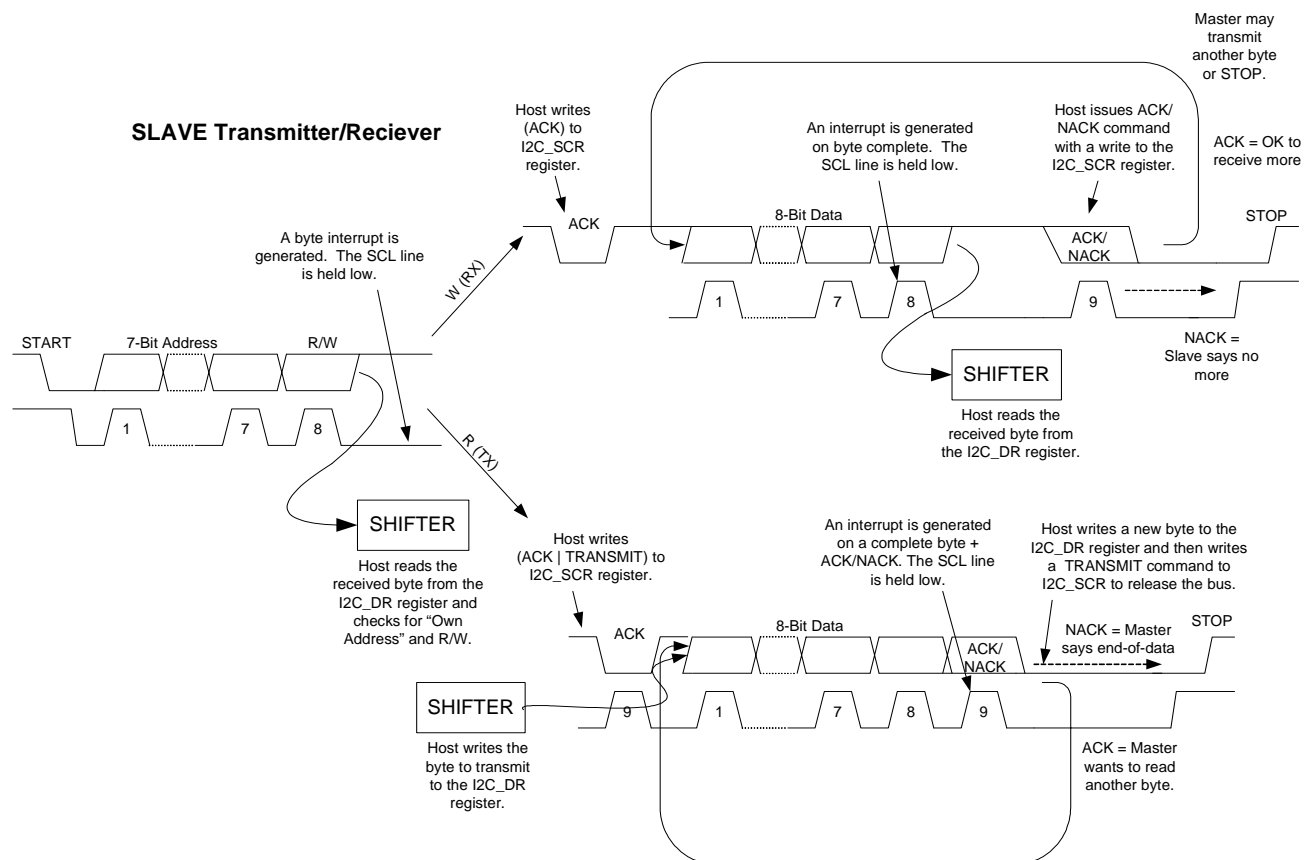 SLAVE Transmitter/Reciever
START
7-Bit Address
R/W
1
7
8
A byte interrupt is
generated. The SCL line
is held low.
SHIFTER
Host reads the
received byte from the
I2C_DR register and
checks for “Own
Address” and R/W.
W (RX)
Host writes
(ACK) to
I2C_SCR
register.
ACK
8-Bit Data
An interrupt is generated
on byte complete. The
SCL line is held low.
Host issues ACK/
NACK command
with a write to the
I2C_SCR register.
Master may
transmit
another byte
or STOP.
ACK = OK to
receive more
STOP
ACK/
NACK
1
7
8
9
NACK =
Slave says no
more
SHIFTER
Host reads the
received byte from
the I2C_DR register.
R (TX)
Host writes
(ACK | TRANSMIT) to
I2C_SCR register.
An interrupt is generated
on a complete byte +
ACK/NACK. The SCL line
is held low.
Host writes a new byte to the
I2C_DR register and then writes
a TRANSMIT command to
I2C_SCR to release the bus.
ACK
8-Bit Data
ACK/
NACK
NACK = Master
says end-of-data
STOP
SHIFTER
9
1
7
8
9
Host writes the
byte to transmit
to the I2C_DR
register.
ACK = Master
wants to read
another byte.